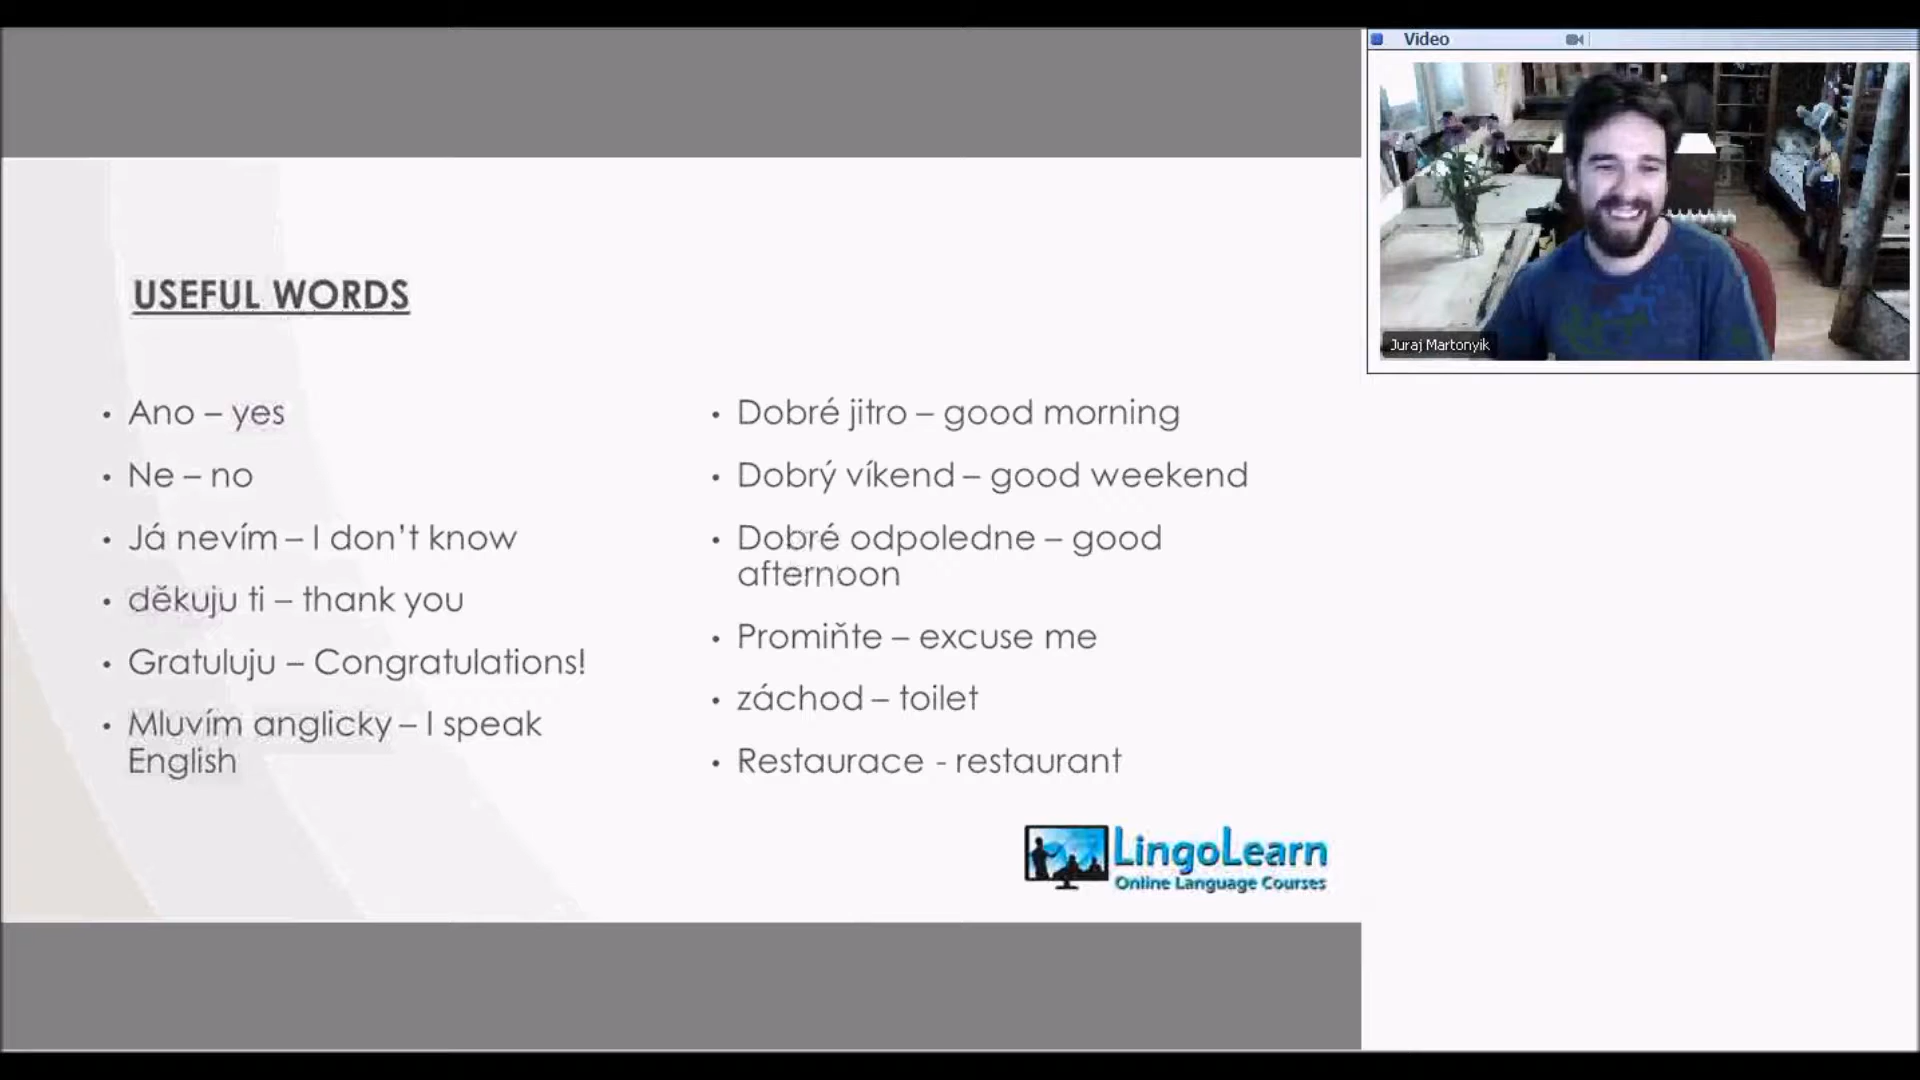 Video
Juraj Martonyik
USEFUL WORDS
• Ano – yes
• Ne – no
• Já nevím – I don’t know
• děkuju ti – thank you
• Gratuluju – Congratulations!
• Mluvím anglicky – I speak
English
• Dobré jitro – good morning
• Dobrý víkend – good weekend
• Dobré odpoledne – good
afternoon
• Promiňte – excuse me
• záchod – toilet
• Restaurace - restaurant
LingoLearn
Online Language Courses